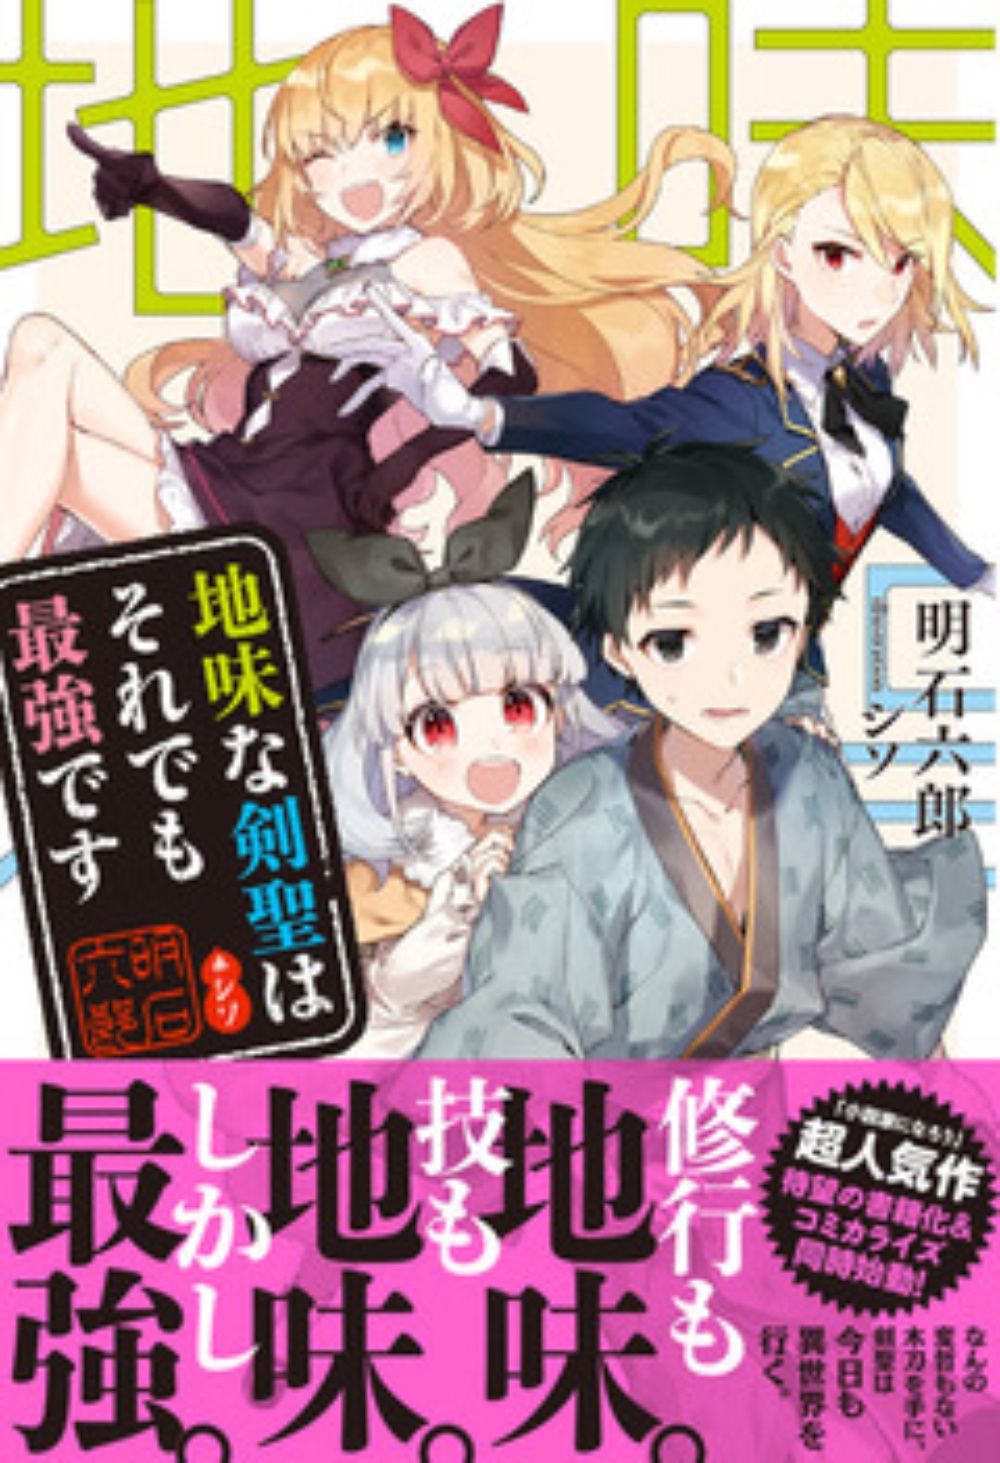 地味
地味な剣聖は
それでも
最強です
明石六郎
シソ
明石
六郎
シソ
修行も
地味。
技も
地味。
しかし
最強。
「小説家になろう」
超人気作
待望の書籍化&
コミカライズ
同時始動!
なんの
変哲もない
木刀を手に、
剣聖は
今日も
異世界を
行く。